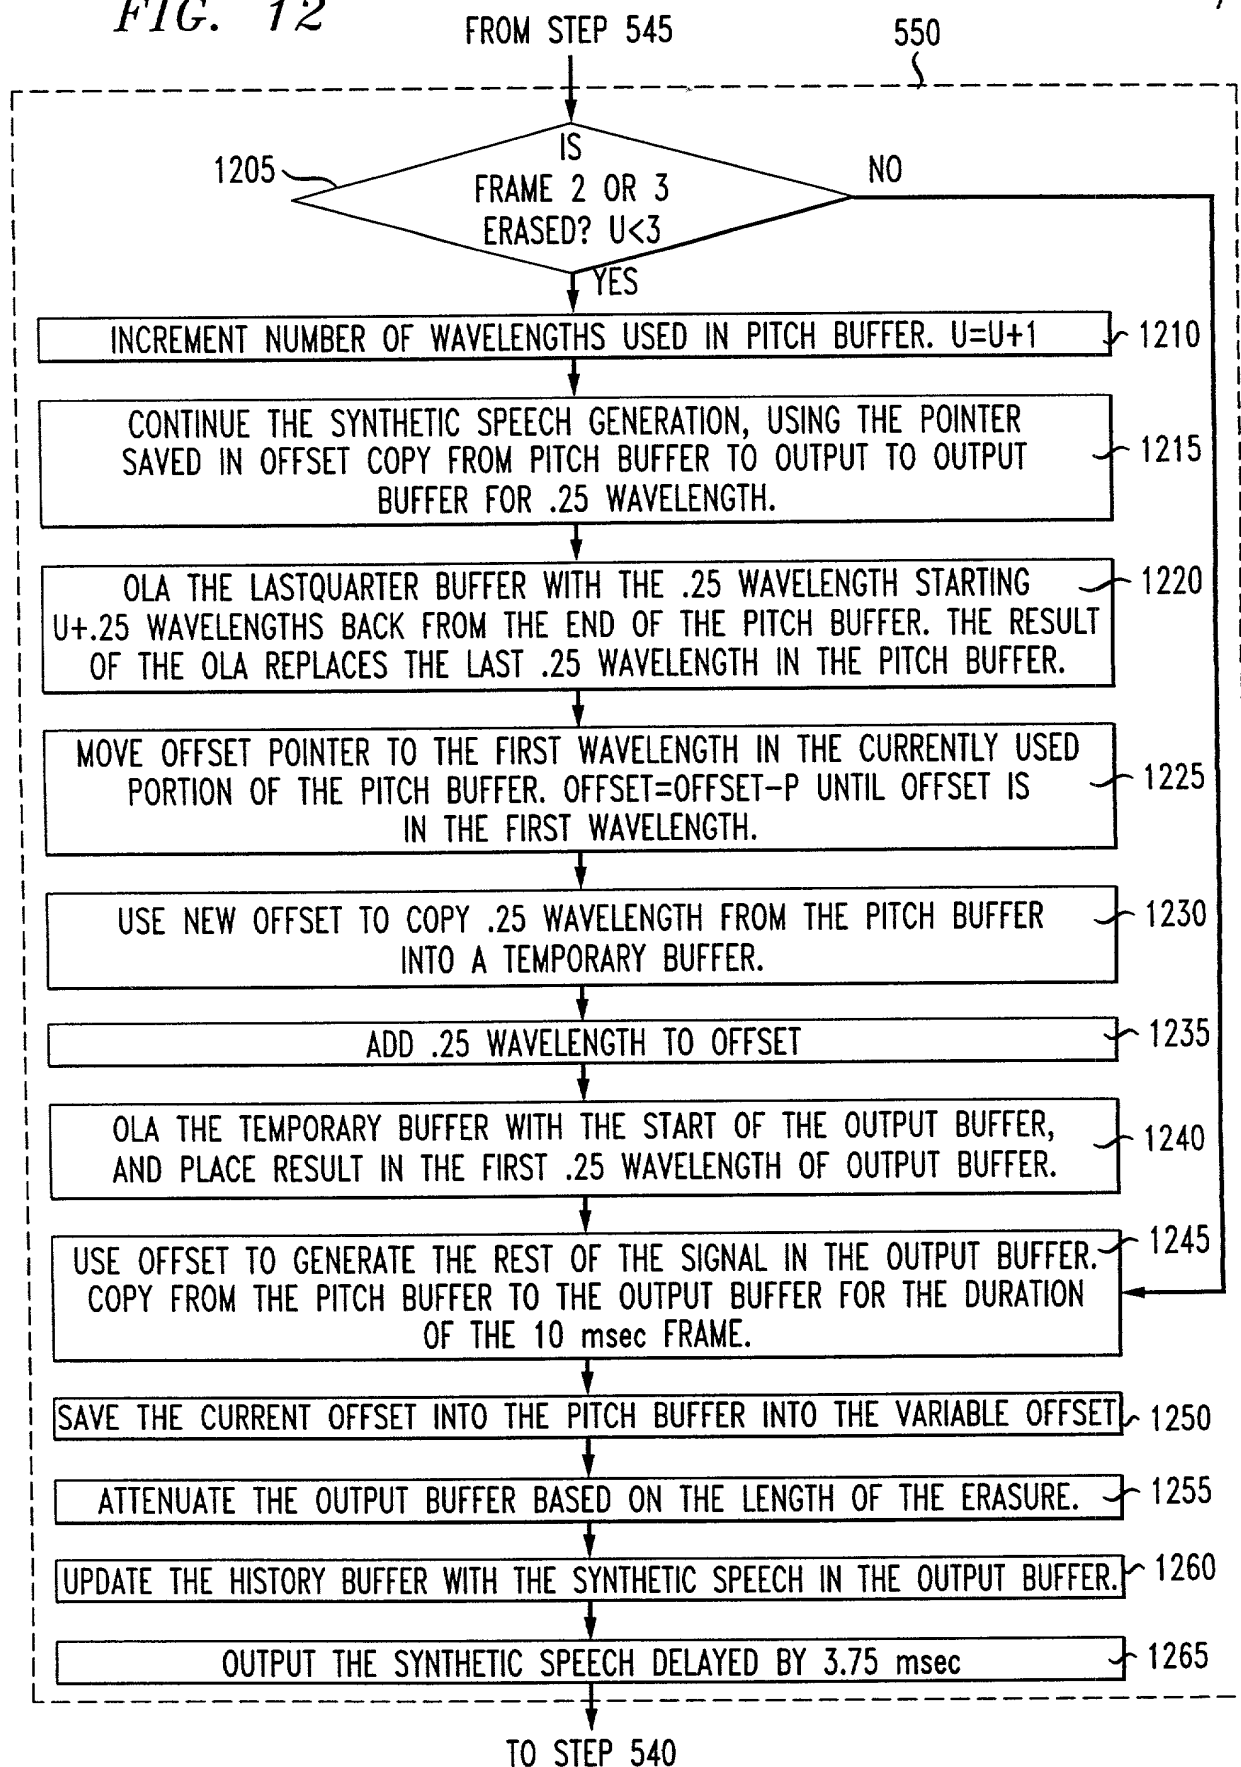 FIG. 12
FROM STEP 545
550
1205
IS
FRAME 2 OR 3
ERASED? U<3
NO
YES
INCREMENT NUMBER OF WAVELENGTHS USED IN PITCH BUFFER. U=U+1
1210
CONTINUE THE SYNTHETIC SPEECH GENERATION, USING THE POINTER
SAVED IN OFFSET COPY FROM PITCH BUFFER TO OUTPUT TO OUTPUT
BUFFER FOR .25 WAVELENGTH.
1215
OLA THE LASTQUARTER BUFFER WITH THE .25 WAVELENGTH STARTING
U+.25 WAVELENGTHS BACK FROM THE END OF THE PITCH BUFFER. THE RESULT
OF THE OLA REPLACES THE LAST .25 WAVELENGTH IN THE PITCH BUFFER.
1220
MOVE OFFSET POINTER TO THE FIRST WAVELENGTH IN THE CURRENTLY USED
PORTION OF THE PITCH BUFFER. OFFSET=OFFSET-P UNTIL OFFSET IS
IN THE FIRST WAVELENGTH.
1225
USE NEW OFFSET TO COPY .25 WAVELENGTH FROM THE PITCH BUFFER
INTO A TEMPORARY BUFFER.
1230
ADD .25 WAVELENGTH TO OFFSET
1235
OLA THE TEMPORARY BUFFER WITH THE START OF THE OUTPUT BUFFER,
AND PLACE RESULT IN THE FIRST .25 WAVELENGTH OF OUTPUT BUFFER.
1240
USE OFFSET TO GENERATE THE REST OF THE SIGNAL IN THE OUTPUT BUFFER.
COPY FROM THE PITCH BUFFER TO THE OUTPUT BUFFER FOR THE DURATION
OF THE 10 msec FRAME.
1245
SAVE THE CURRENT OFFSET INTO THE PITCH BUFFER INTO THE VARIABLE OFFSET
1250
ATTENUATE THE OUTPUT BUFFER BASED ON THE LENGTH OF THE ERASURE.
1255
UPDATE THE HISTORY BUFFER WITH THE SYNTHETIC SPEECH IN THE OUTPUT BUFFER.
1260
OUTPUT THE SYNTHETIC SPEECH DELAYED BY 3.75 msec
1265
TO STEP 540